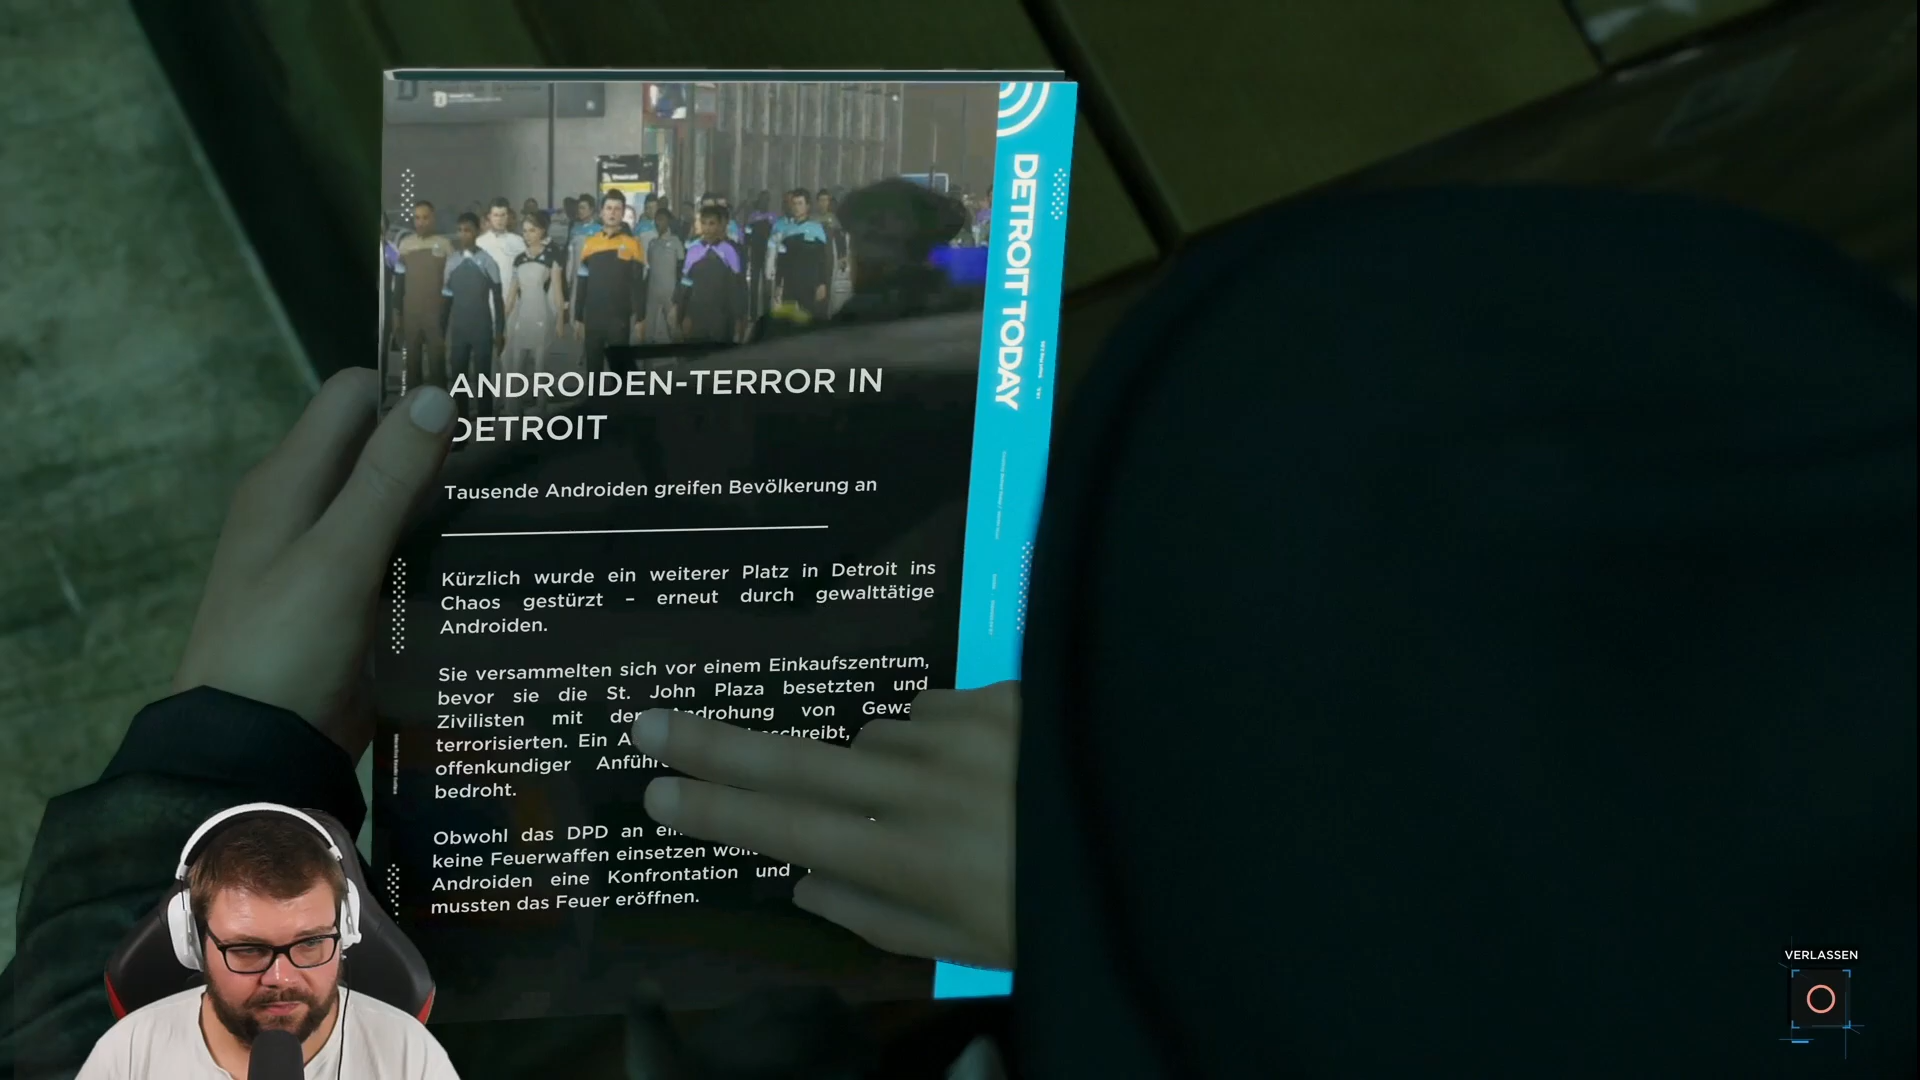 DETROIT TODAY
ANDROIDEN-TERROR IN
DETROIT
Tausende Androiden greifen Bevölkerung an
Kürzlich wurde ein weiterer Platz in Detroit ins
Chaos gestürzt – erneut durch gewalttätige
Androiden.
Sie versammelten sich vor einem Einkaufszentrum,
bevor sie die St. John Plaza besetzten und
Zivilisten mit der Androhung von
terrorisierten. Ein
offenkundiger
bedroht.
Obwohl das DPD an
keine Feuerwaffen einsetzen
Androiden eine Konfrontation und
mussten das Feuer eröffnen.
VERLASSEN